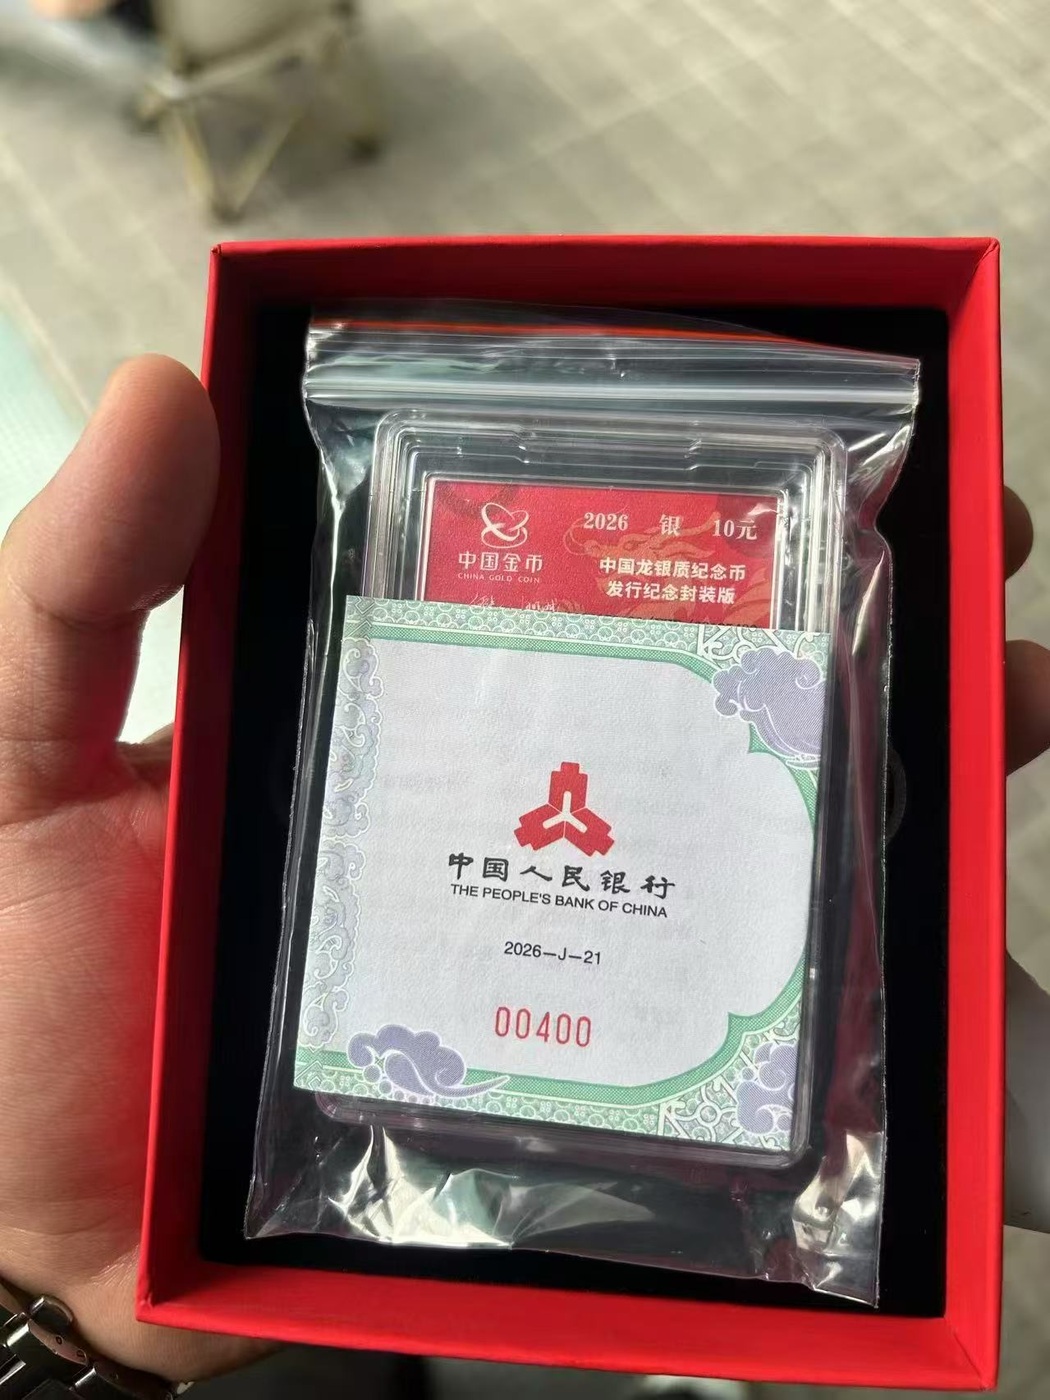 中国金币
CHINA GOLD COIN
2026 银 10元
中国龙银质纪念币
发行纪念封装版
中国人民银行
THE PEOPLE'S BANK OF CHINA
2026-J-21
00400